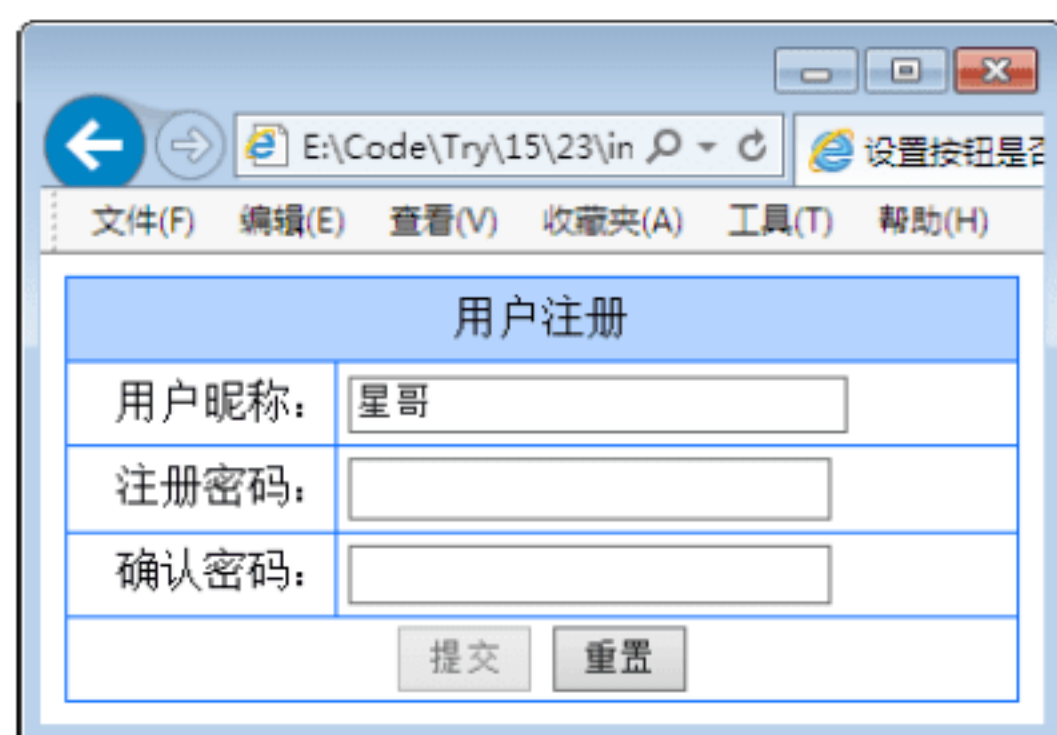 E:\Code\Try\15\23\in 设置按钮是否
文件(F) 编辑(E) 查看(V) 收藏夹(A) 工具(T) 帮助(H)
用户注册
用户昵称： 星哥
注册密码：
确认密码：
提交 重置